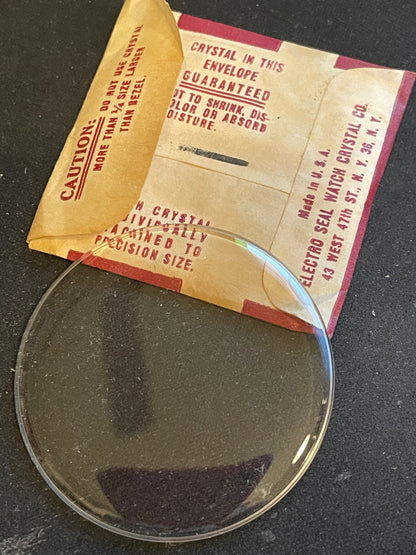 CAUTION: DO NOT USE CRYSTAL
MORE THAN ¼ SIZE LARGER
THAN BEZEL.
CRYSTAL IN THIS
ENVELOPE
GUARANTEED
NOT TO SHRINK, DIS-
COLOR OR ABSORB
MOISTURE.
CRYSTAL
INDIVIDUALLY
MACHINED TO
PRECISION SIZE.
Made in U.S.A.
ELECTRO SEAL WATCH CRYSTAL CO.
43 WEST 47th ST., N. Y. 36, N. Y.